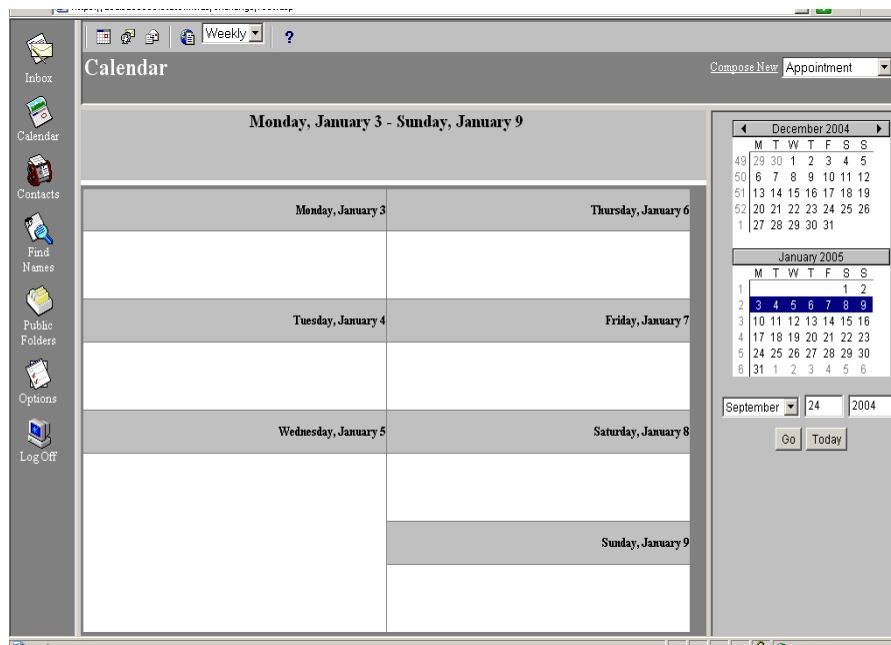 Weekly
?
Calendar
Compose New Appointment
Inbox
Calendar
Contacts
Find
Names
Public
Folders
Options
Log Off
Monday, January 3 - Sunday, January 9
Monday, January 3
Thursday, January 6
Tuesday, January 4
Friday, January 7
Wednesday, January 5
Saturday, January 8
Sunday, January 9
December 2004
M T W T F S S
49 29 30 1 2 3 4 5
50 6 7 8 9 10 11 12
51 13 14 15 16 17 18 19
52 20 21 22 23 24 25 26
1 27 28 29 30 31
January 2005
M T W T F S S
1 1 2
2 3 4 5 6 7 8 9
3 10 11 12 13 14 15 16
4 17 18 19 20 21 22 23
5 24 25 26 27 28 29 30
6 31 1 2 3 4 5 6
September 24 2004
Go Today